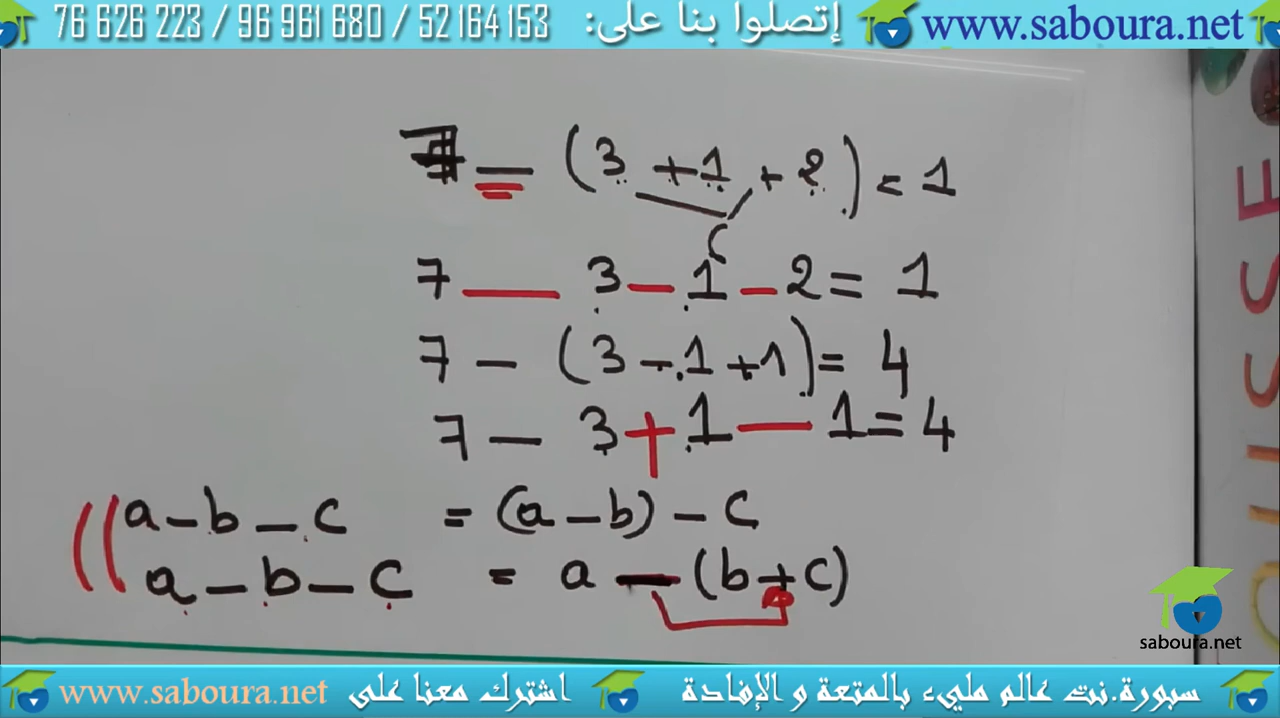 76 626 223 / 96 961 680 / 52 164 153 إتصلوا بنا على: www.saboura.net
7 — (3 + 1 + 2) = 1
6
7 — 3 — 1 — 2 = 1
7 — (3 - 1 + 1) = 4
7 — 3 + 1 — 1 = 4
a - b - c = (a - b) - c
a - b - c = a - (b + c)
saboura.net
www.saboura.net اشترك معنا على سبورة.نت عالم مليء بالمتعة و الإفادة